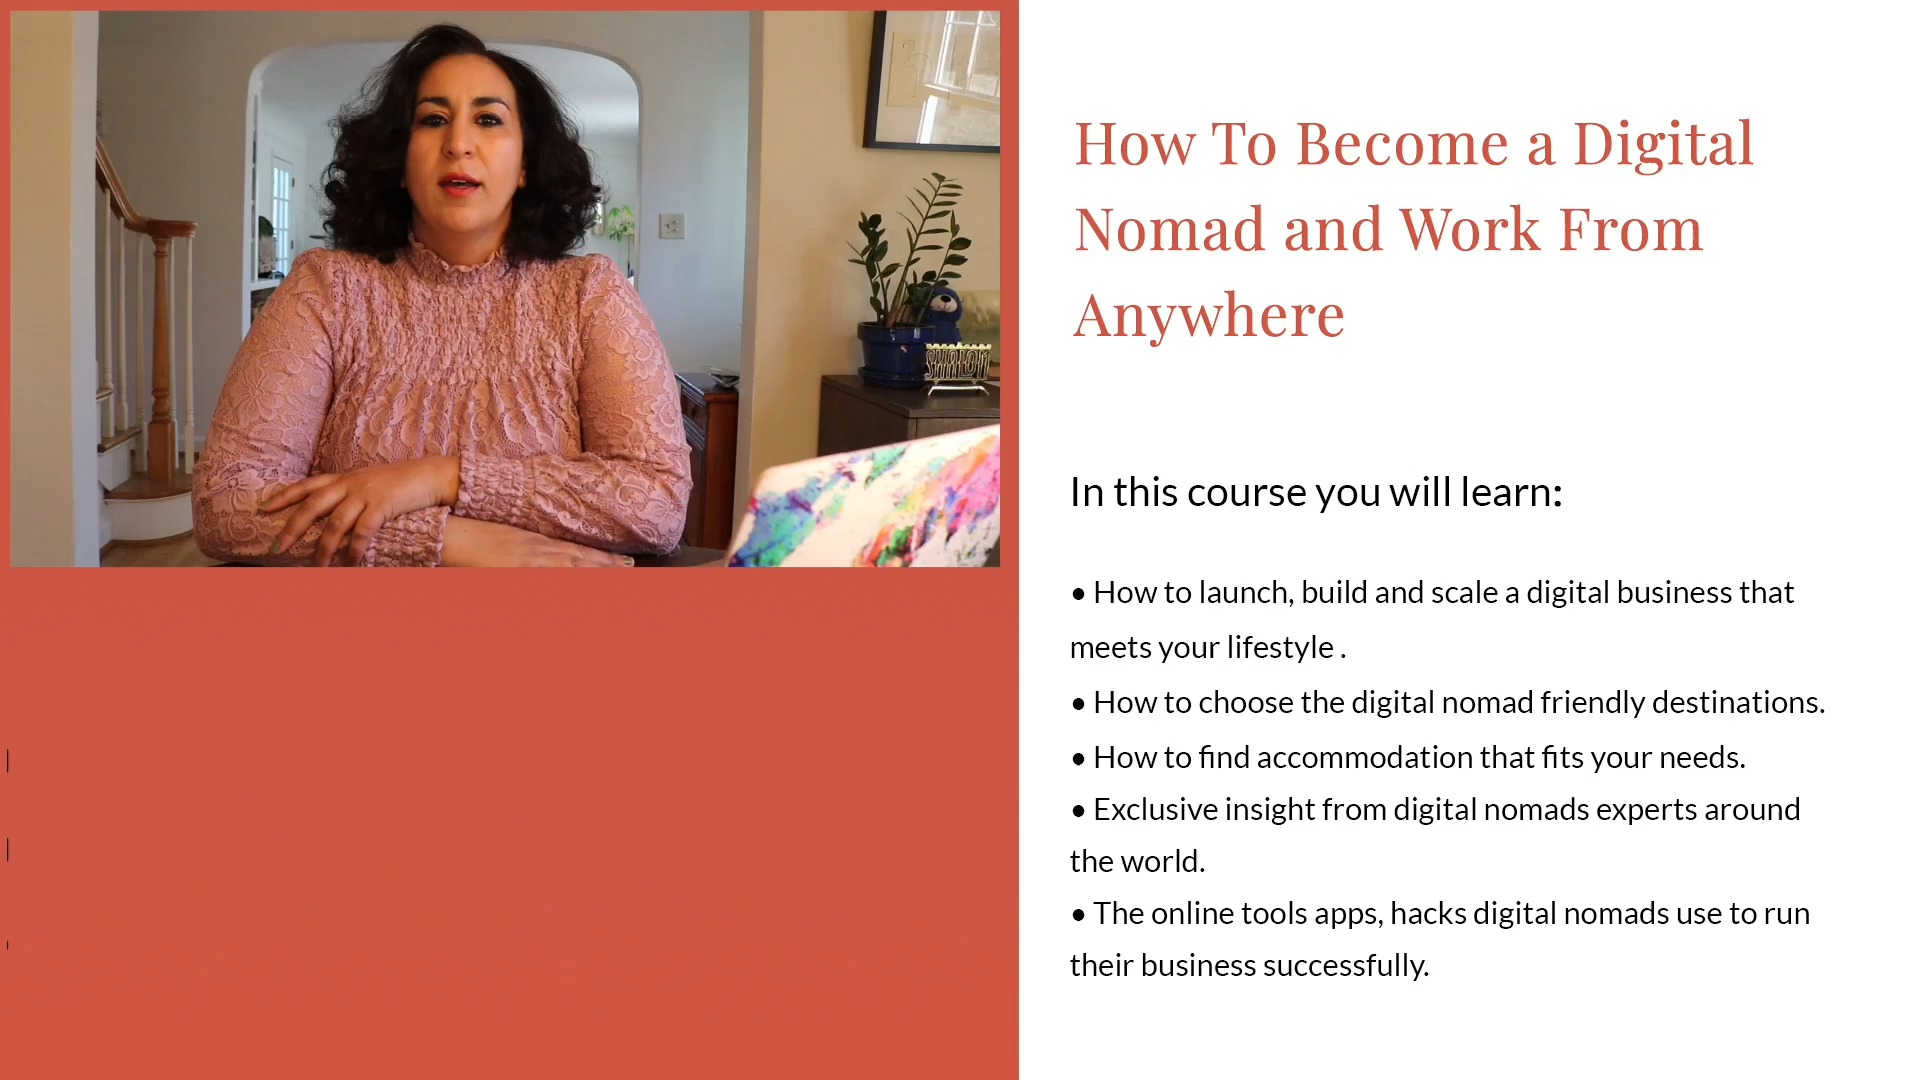 SHALOM
How To Become a Digital
Nomad and Work From
Anywhere
In this course you will learn:
• How to launch, build and scale a digital business that
meets your lifestyle .
• How to choose the digital nomad friendly destinations.
• How to find accommodation that fits your needs.
• Exclusive insight from digital nomads experts around
the world.
• The online tools apps, hacks digital nomads use to run
their business successfully.